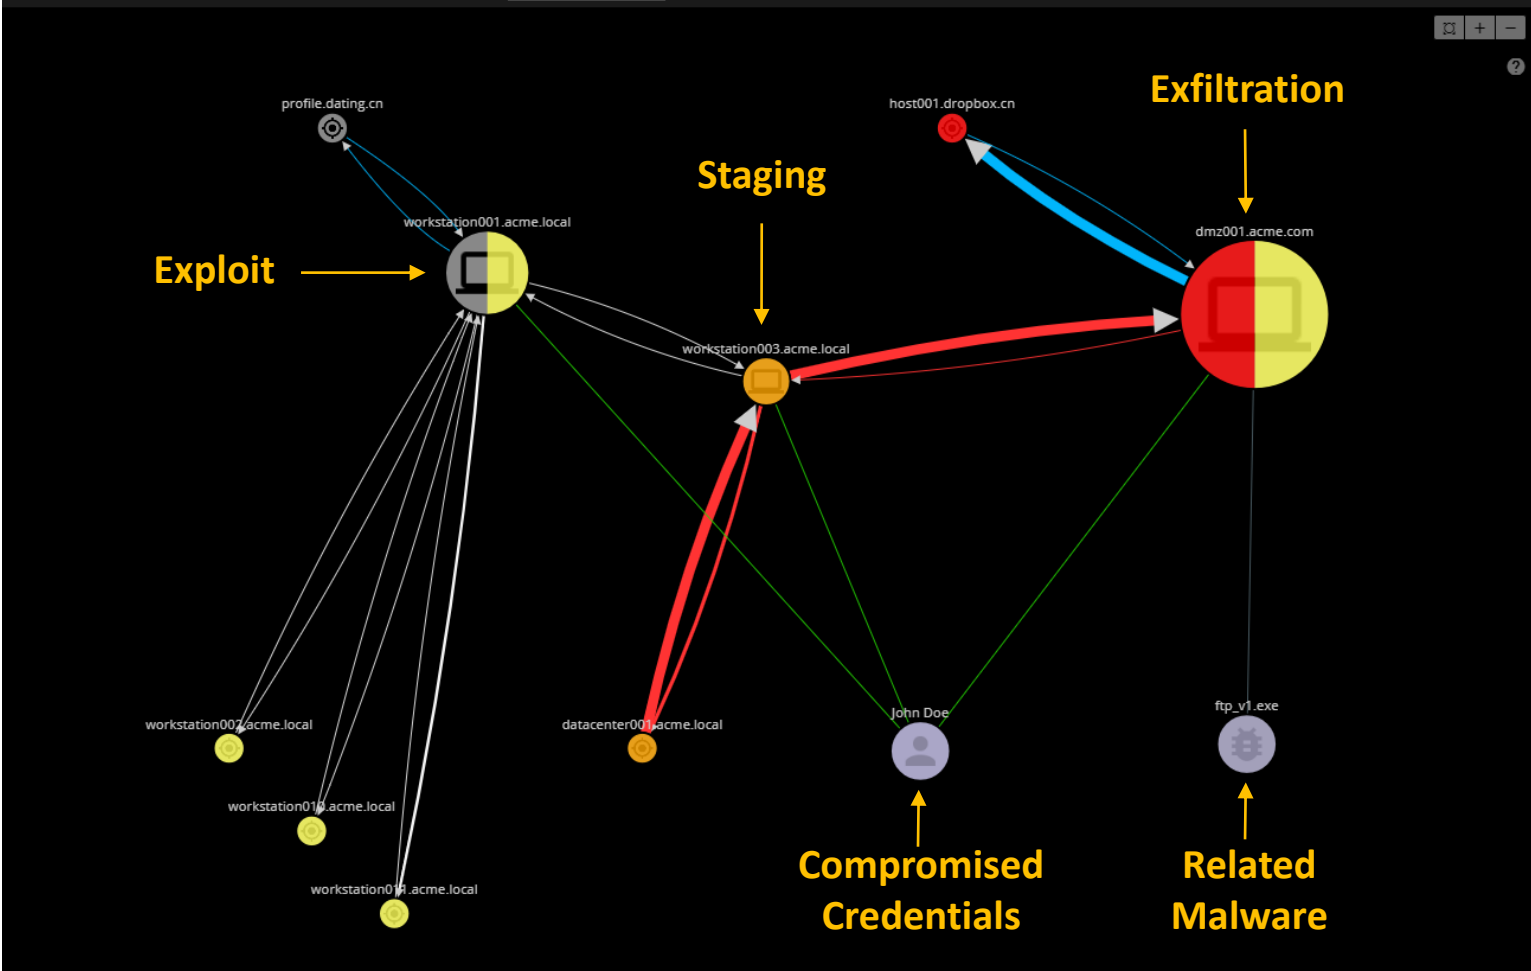 Exfiltration
profile.dating.cn
host001.dropbox.cn
Staging
workstation001.acme.local
dmz001.acme.com
Exploit
workstation003.acme.local
John Doe
ftp_v1.exe
workstation002.acme.local
datacenter001.acme.local
workstation010.acme.local
Compromised
Credentials
Related
Malware
workstation011.acme.local